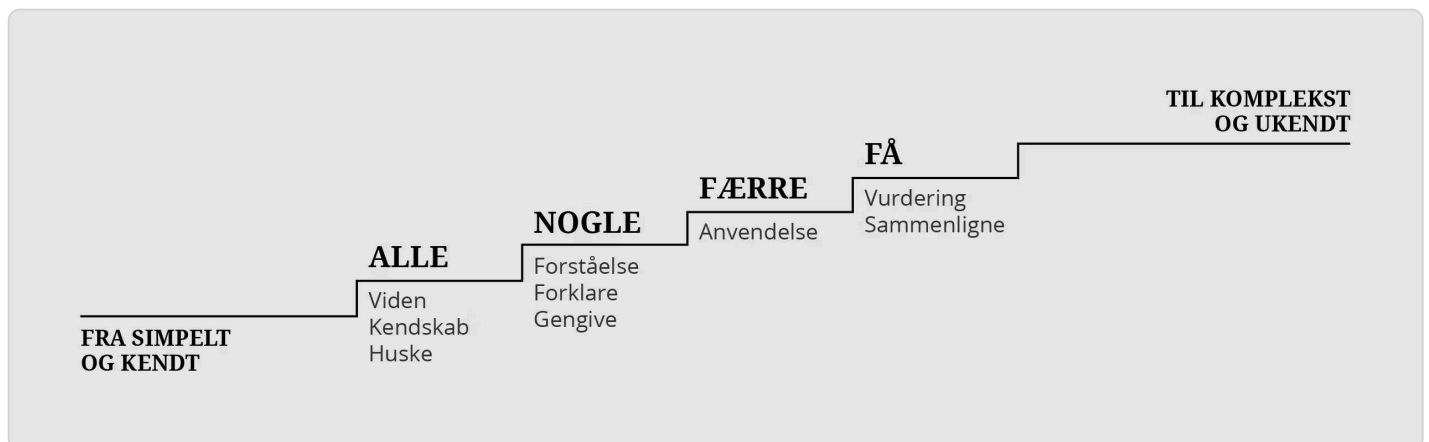 FRA SIMPELT
OG KENDT
ALLE
Viden
Kendskab
Huske
NOGLE
Forståelse
Forklare
Gengive
FÆRRE
Anvendelse
FÅ
Vurdering
Sammenligne
TIL KOMPLEKST
OG UKENDT